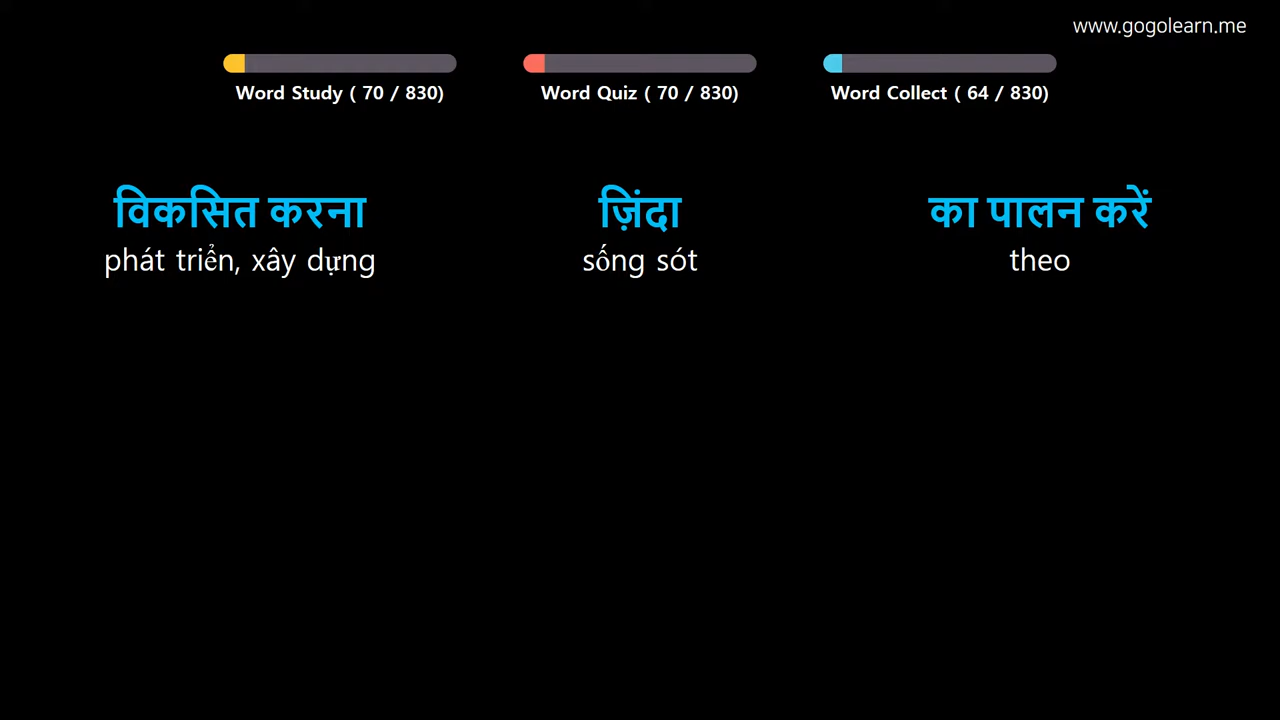 www.gogolearn.me
Word Study ( 70 / 830)
Word Quiz ( 70 / 830)
Word Collect ( 64 / 830)
विकसित करना
phát triển, xây dựng
ज़िंदा
sống sót
का पालन करें
theo